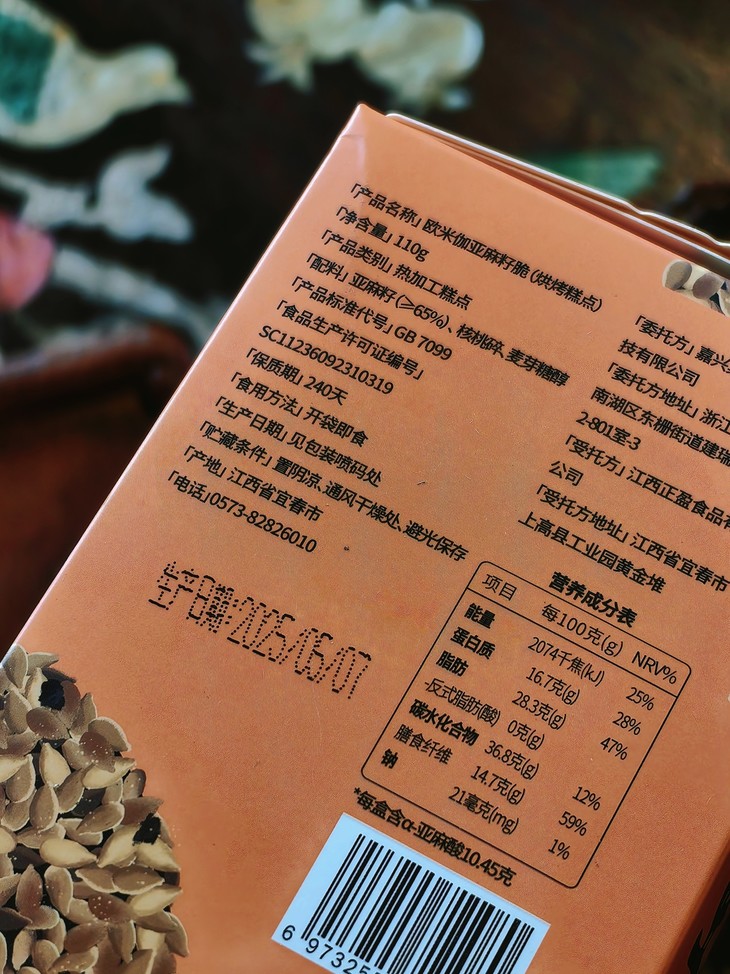 「产品名称」欧米伽亚麻籽脆(烘烤糕点)
「净含量」110g
「产品类别」热加工糕点
「配料」亚麻籽(≥65%)、核桃碎、麦芽糖醇
「产品标准代号」GB 7099
「食品生产许可证编号」
SC11236092310319
「保质期」240天
「食用方法」开袋即食
「生产日期」见包装喷码处
「贮藏条件」置阴凉、通风干燥处、避光保存
「产地」江西省宜春市
「电话」0573-82826010
生产日期:2025/05/07
「委托方」嘉兴
技有限公司
「委托方地址」浙江
南湖区东栅街道建瑞
2-801室-3
「受托方」江西正盈食品有
公司
「受托方地址」江西省宜春市
上高县工业园黄金堆
营养成分表
项目 每100克(g) NRV%
能量 2074千焦(kJ) 25%
蛋白质 16.7克(g) 28%
脂肪 28.3克(g) 47%
反式脂肪(酸) 0克(g)
碳水化合物 36.8克(g) 12%
膳食纤维 14.7克(g) 59%
钠 21毫克(mg) 1%
*每盒含α-亚麻酸10.45克
6 97325